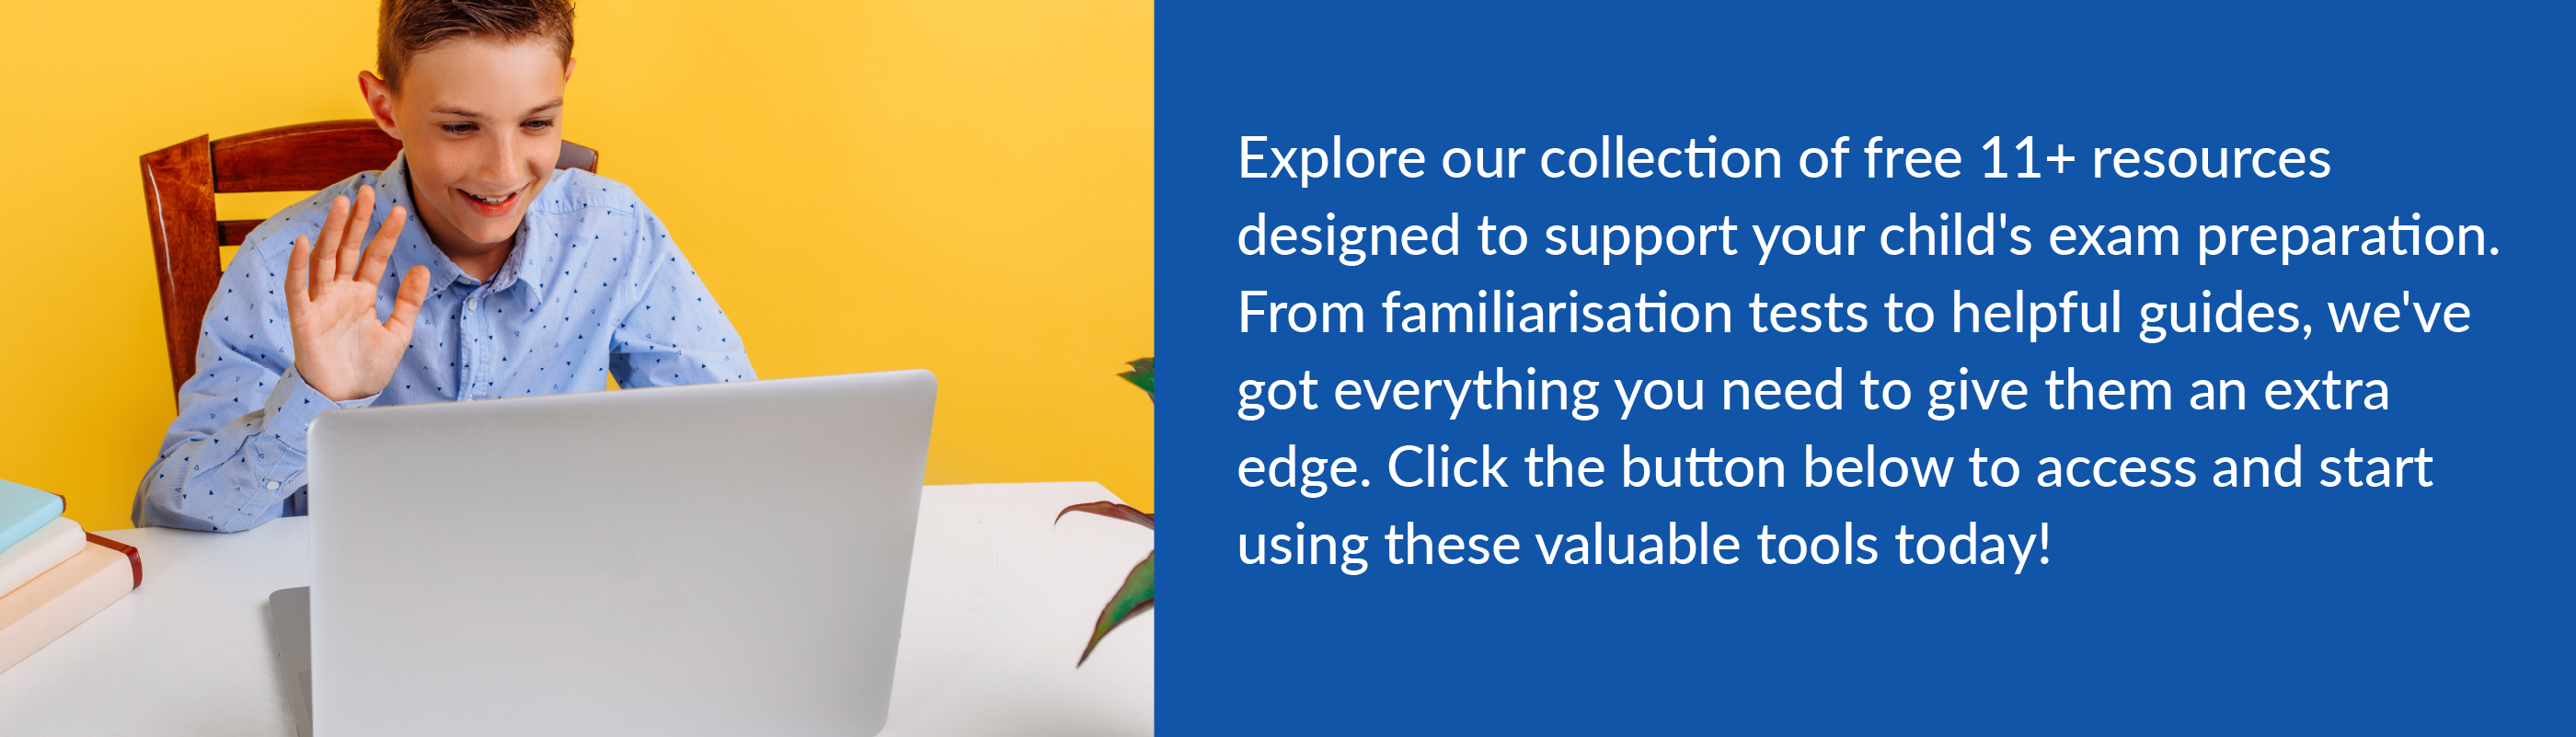 Explore our collection of free 11+ resources
designed to support your child's exam preparation.
From familiarisation tests to helpful guides, we've
got everything you need to give them an extra
edge. Click the button below to access and start
using these valuable tools today!